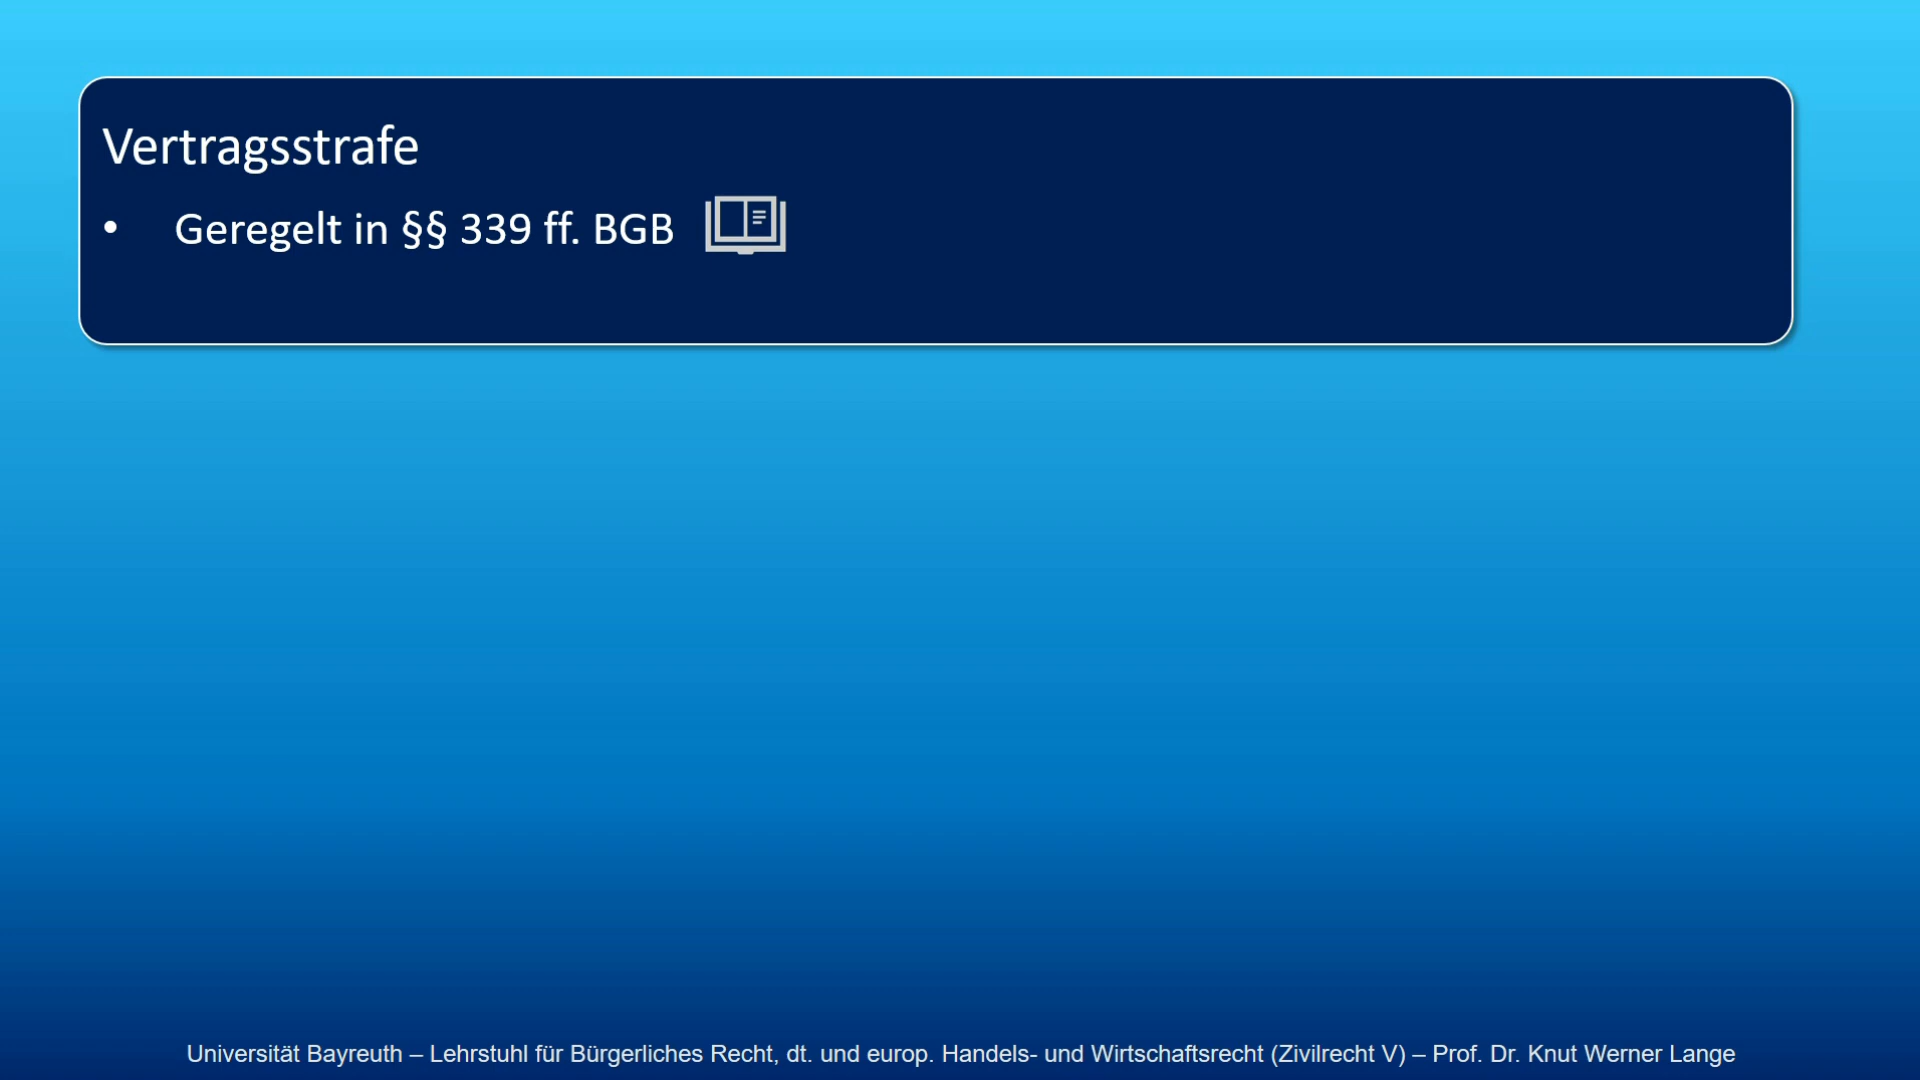 Vertragsstrafe
• Geregelt in §§ 339 ff. BGB
Universität Bayreuth – Lehrstuhl für Bürgerliches Recht, dt. und europ. Handels- und Wirtschaftsrecht (Zivilrecht V) – Prof. Dr. Knut Werner Lange